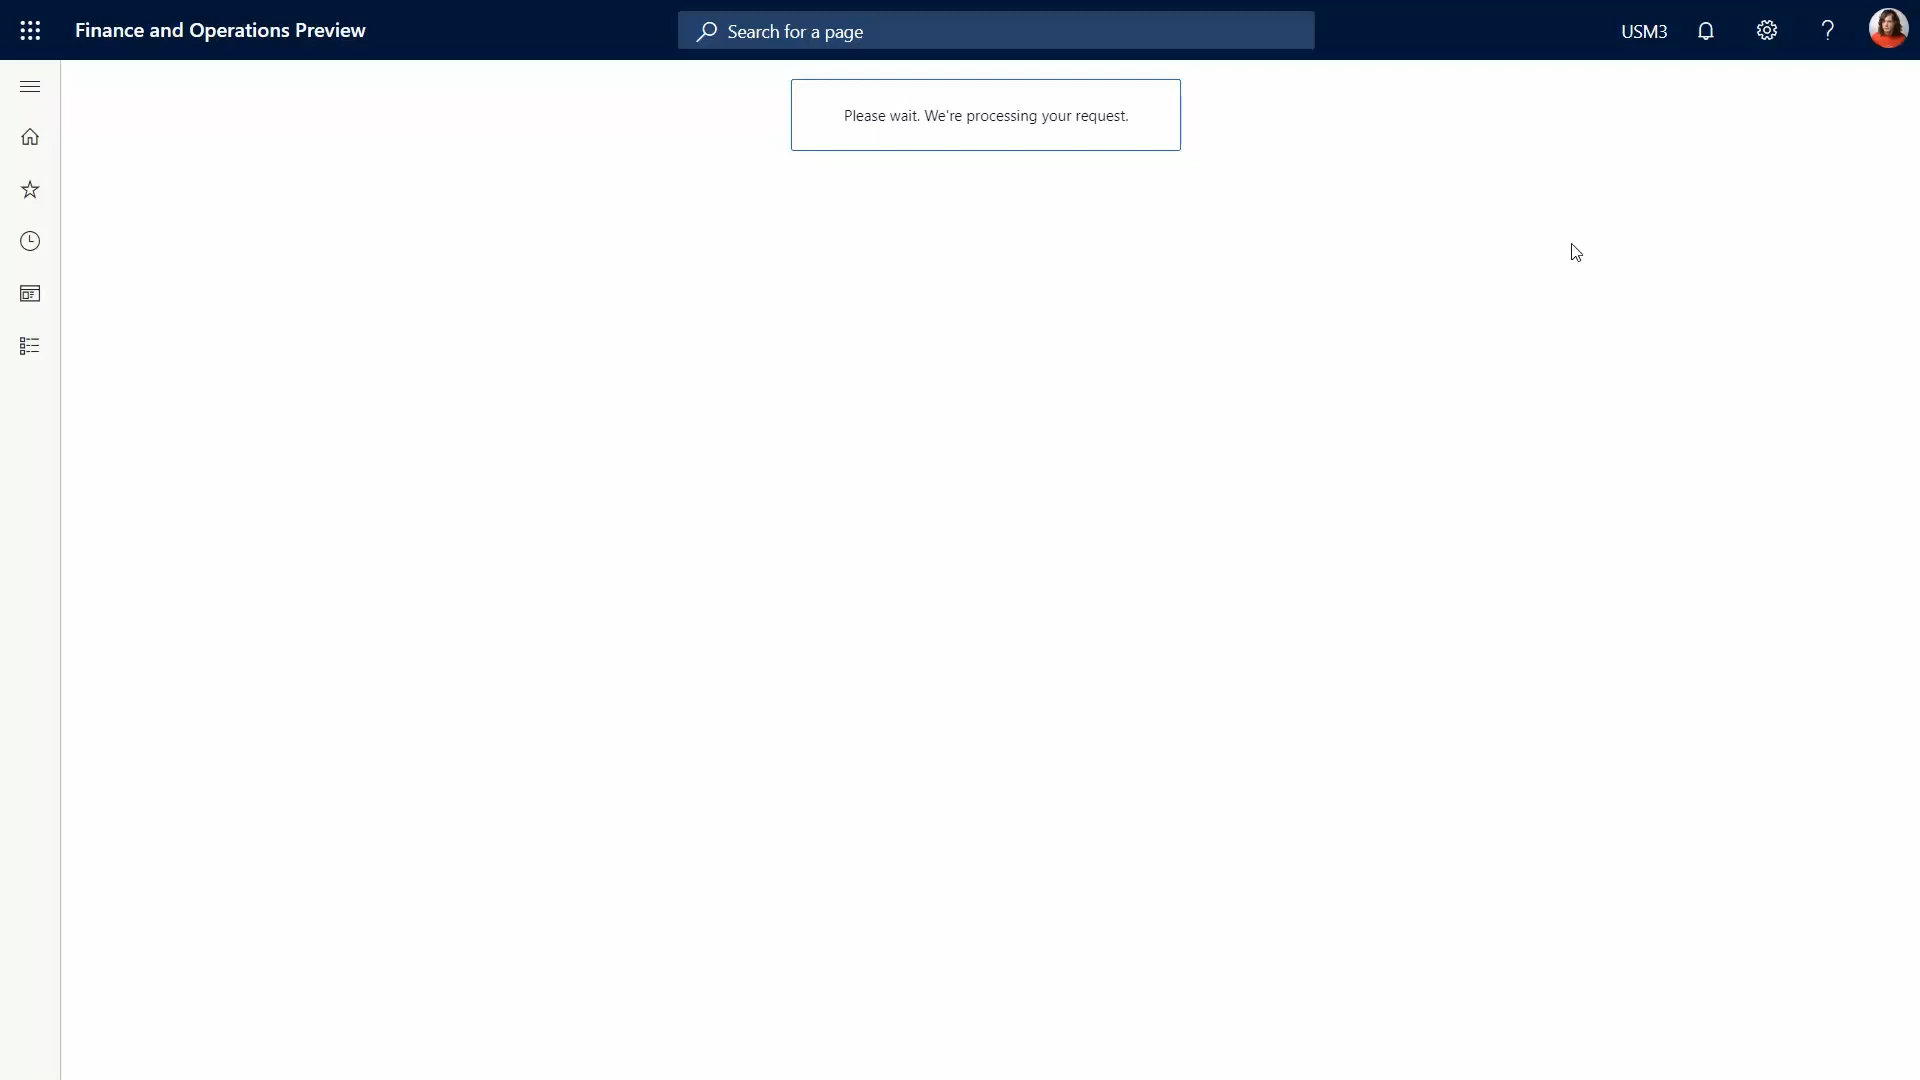 Finance and Operations Preview
Search for a page
USM3
Please wait. We're processing your request.